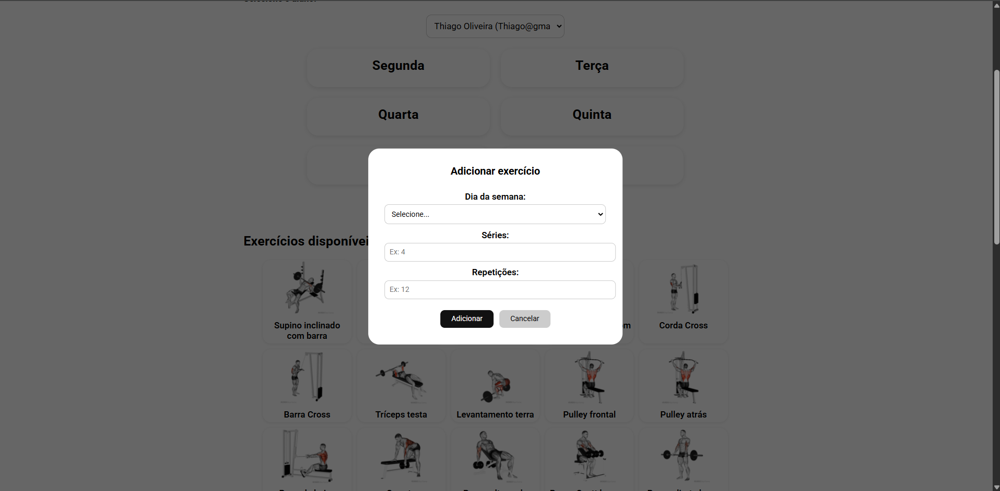 Thiago Oliveira (Thiago@gma
Segunda
Terça
Quarta
Quinta
Adicionar exercício
Dia da semana:
Selecione...
Séries:
Ex: 4
Repetições:
Ex: 12
Adicionar
Cancelar
Exercícios disponívei
Supino inclinado
com barra
om
Corda Cross
Barra Cross
Tríceps testa
Levantamento terra
Pulley frontal
Pulley atrás